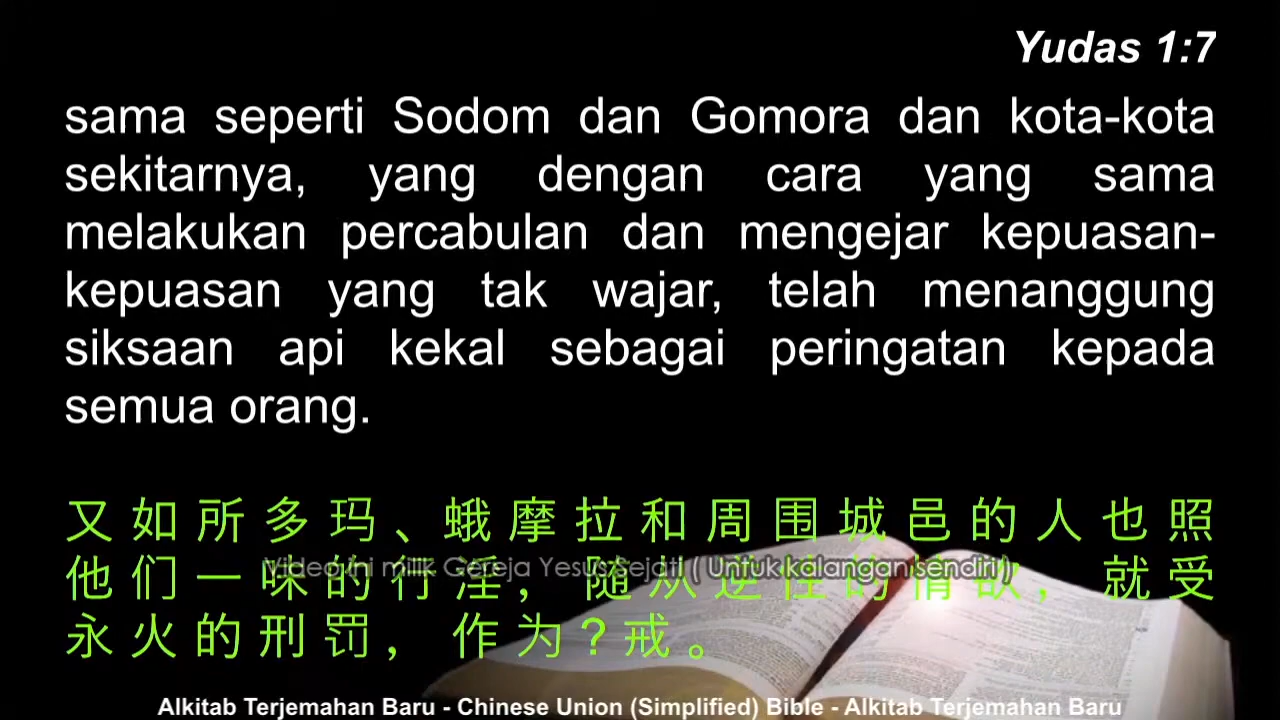 Yudas 1:7
sama seperti Sodom dan Gomora dan kota-kota
sekitarnya, yang dengan cara yang sama
melakukan percabulan dan mengejar kepuasan-
kepuasan yang tak wajar, telah menanggung
siksaan api kekal sebagai peringatan kepada
semua orang.
又如所多玛、蛾摩拉和周围城邑的人也照
他们一味的行淫，随从逆性的情欲，就受
永火的刑罚，作为?戒。
Video ini milik Gereja Yesus Sejati ( Untuk kalangan sendiri )
Alkitab Terjemahan Baru - Chinese Union (Simplified) Bible - Alkitab Terjemahan Baru